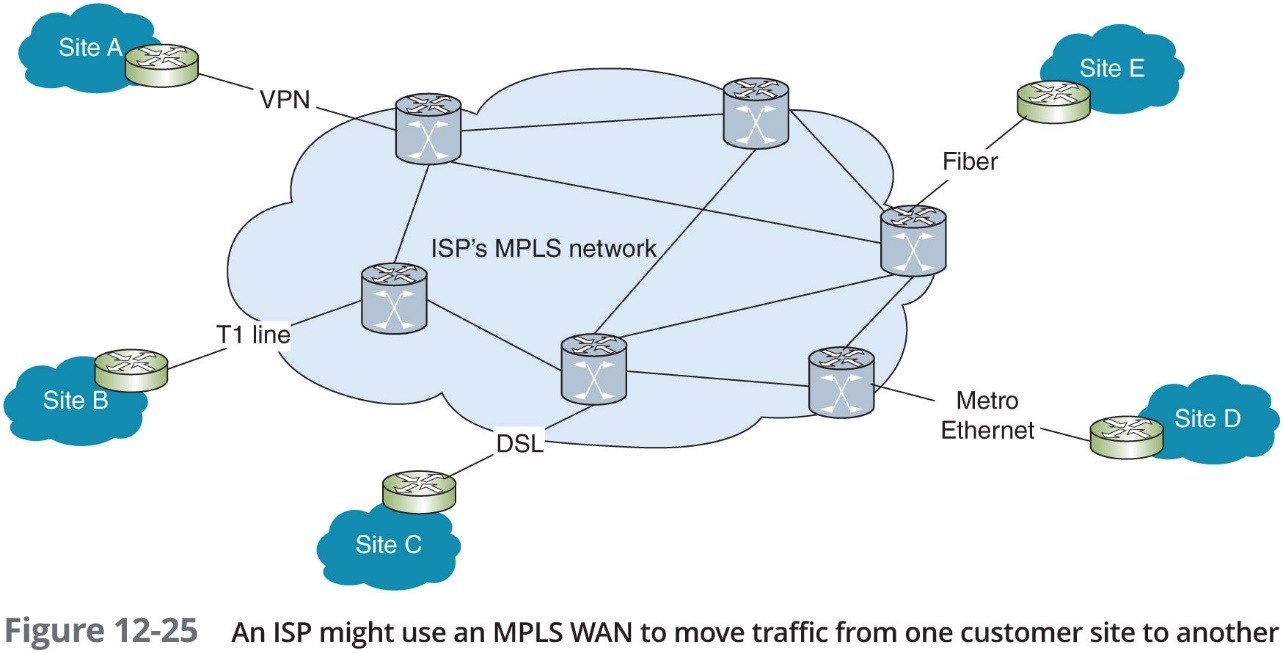 Site A
VPN
Site E
Fiber
ISP's MPLS network
T1 line
Site B
Metro
Ethernet
Site D
DSL
Site C
Figure 12-25 An ISP might use an MPLS WAN to move traffic from one customer site to another